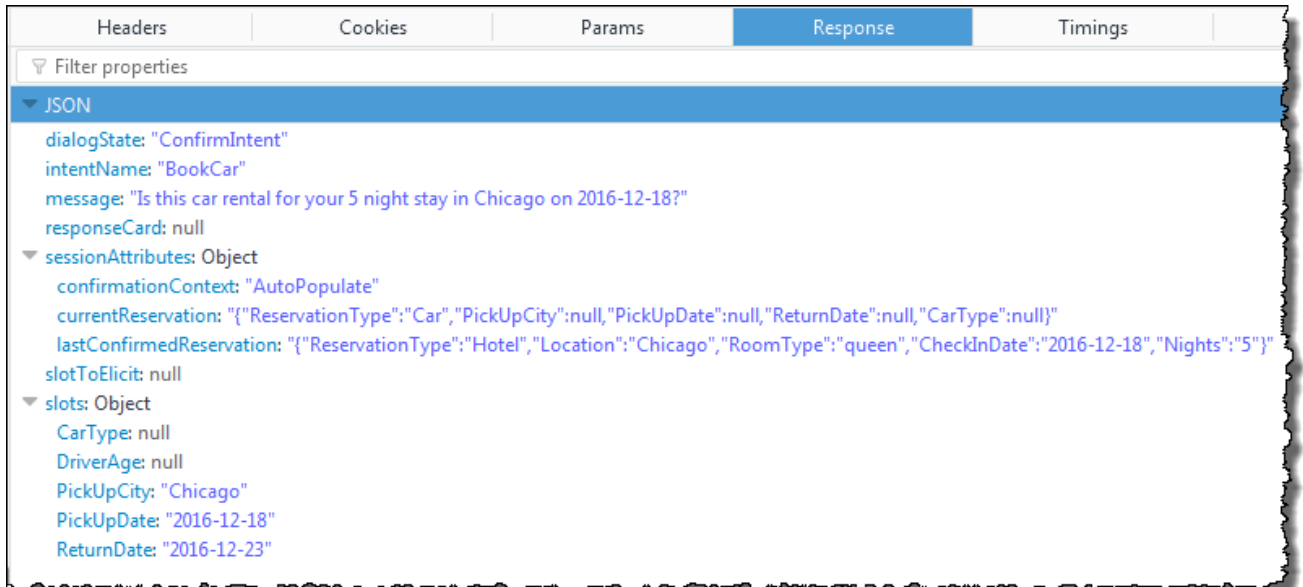 Headers Cookies Params Response Timings
Filter properties
JSON
dialogState: "ConfirmIntent"
intentName: "BookCar"
message: "Is this car rental for your 5 night stay in Chicago on 2016-12-18?"
responseCard: null
sessionAttributes: Object
confirmationContext: "AutoPopulate"
currentReservation: "{"ReservationType":"Car","PickUpCity":null,"PickUpDate":null,"ReturnDate":null,"CarType":null}"
lastConfirmedReservation: "{"ReservationType":"Hotel","Location":"Chicago","RoomType":"queen","CheckInDate":"2016-12-18","Nights":"5"}"
slotToElicit: null
slots: Object
CarType: null
DriverAge: null
PickUpCity: "Chicago"
PickUpDate: "2016-12-18"
ReturnDate: "2016-12-23"